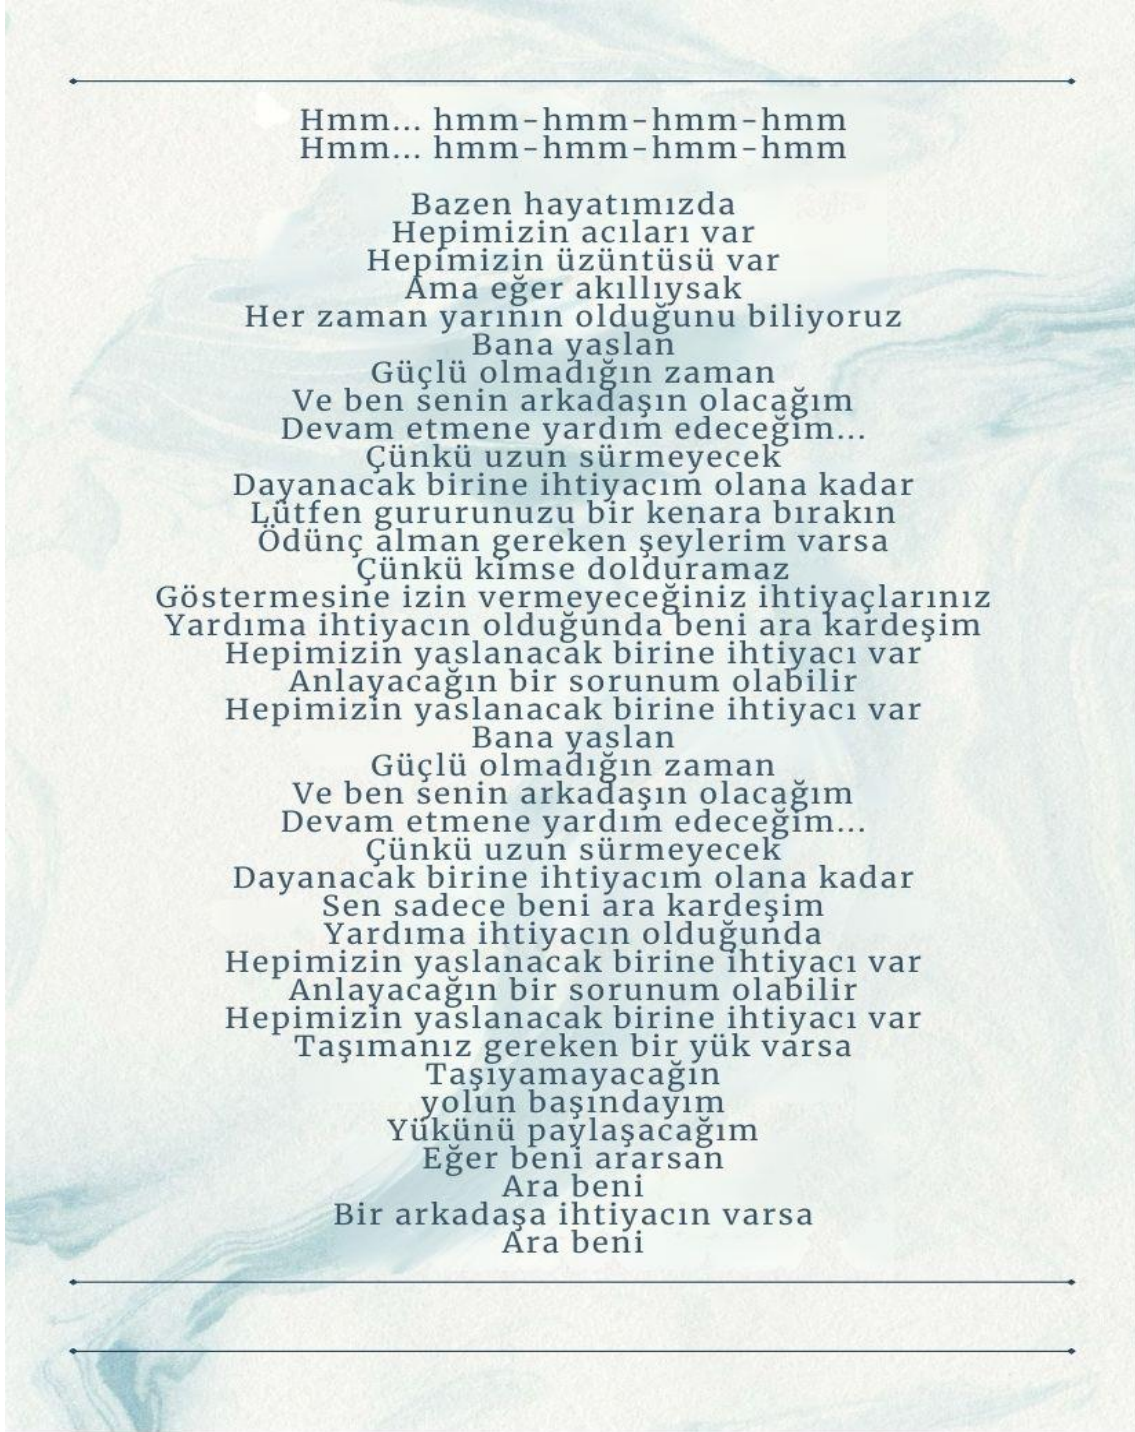 Hmm... hmm-hmm-hmm-hmm
Hmm... hmm-hmm-hmm-hmm
Bazen hayatımızda
Hepimizin acıları var
Hepimizin üzüntüsü var
Ama eğer akıllıysak
Her zaman yarının olduğunu biliyoruz
Bana yaslan
Güçlü olmadığın zaman
Ve ben senin arkadaşın olacağım
Devam etmene yardım edeceğim...
Çünkü uzun sürmeyecek
Dayanacak birine ihtiyacım olana kadar
Lütfen gururunuzu bir kenara bırakın
Ödünç alman gereken şeylerim varsa
Çünkü kimse dolduramaz
Göstermesine izin vermeyeceğiniz ihtiyaçlarınız
Yardıma ihtiyacın olduğunda beni ara kardeşim
Hepimizin yaslanacak birine ihtiyacı var
Anlayacağın bir sorunum olabilir
Hepimizin yaslanacak birine ihtiyacı var
Bana yaslan
Güçlü olmadığın zaman
Ve ben senin arkadaşın olacağım
Devam etmene yardım edeceğim...
Çünkü uzun sürmeyecek
Dayanacak birine ihtiyacım olana kadar
Sen sadece beni ara kardeşim
Yardıma ihtiyacın olduğunda
Hepimizin yaslanacak birine ihtiyacı var
Anlayacağın bir sorunum olabilir
Hepimizin yaslanacak birine ihtiyacı var
Taşımanız gereken bir yük varsa
Taşıyamayacağın
yolun başındayım
Yükünü paylaşacağım
Eğer beni ararsan
Ara beni
Bir arkadaşa ihtiyacın varsa
Ara beni